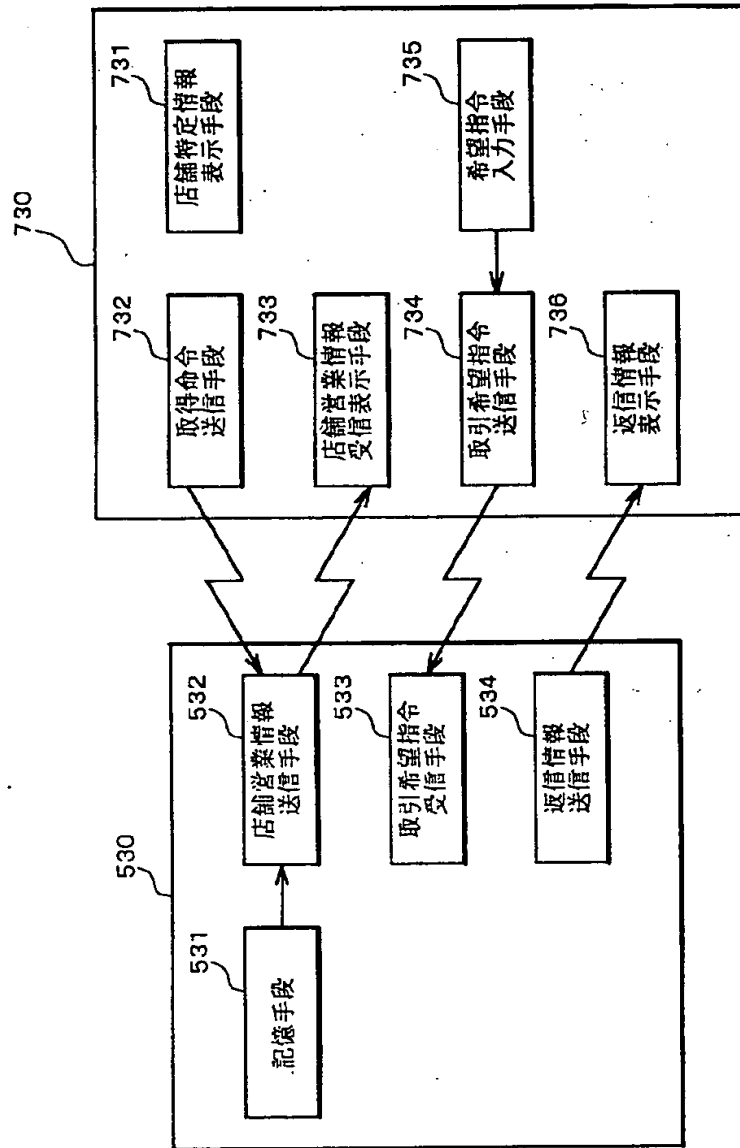 530
531
記憶手段
532
店舗営業情報
送信手段
533
取引希望指令
受信手段
534
返信情報
送信手段
730
732
取得命令
送信手段
731
店舗特定情報
表示手段
733
店舗営業情報
受信表示手段
734
取引希望指令
送信手段
735
希望指令
入力手段
736
返信情報
表示手段